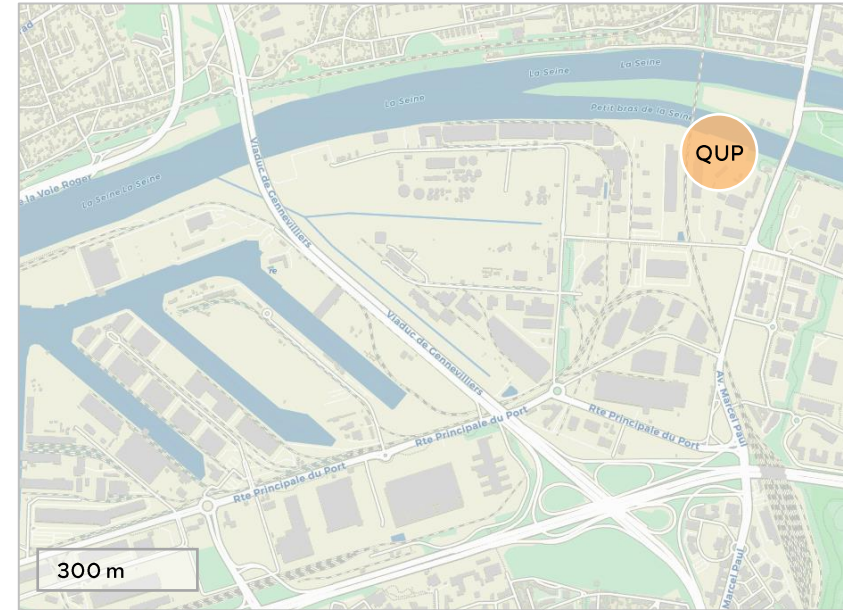 ad
La Seine
La Seine
La Seine
Petit bras de la Seine
QUP
e la Voie Roger
La Seine La Seine
Viaduc de Gennevilliers
Viaduc de Gennevilliers
Av. Marcel Paul
Rte Principale du Port
Rte Principale du Port
Rte Principale du Port
Marcel Paul
300 m